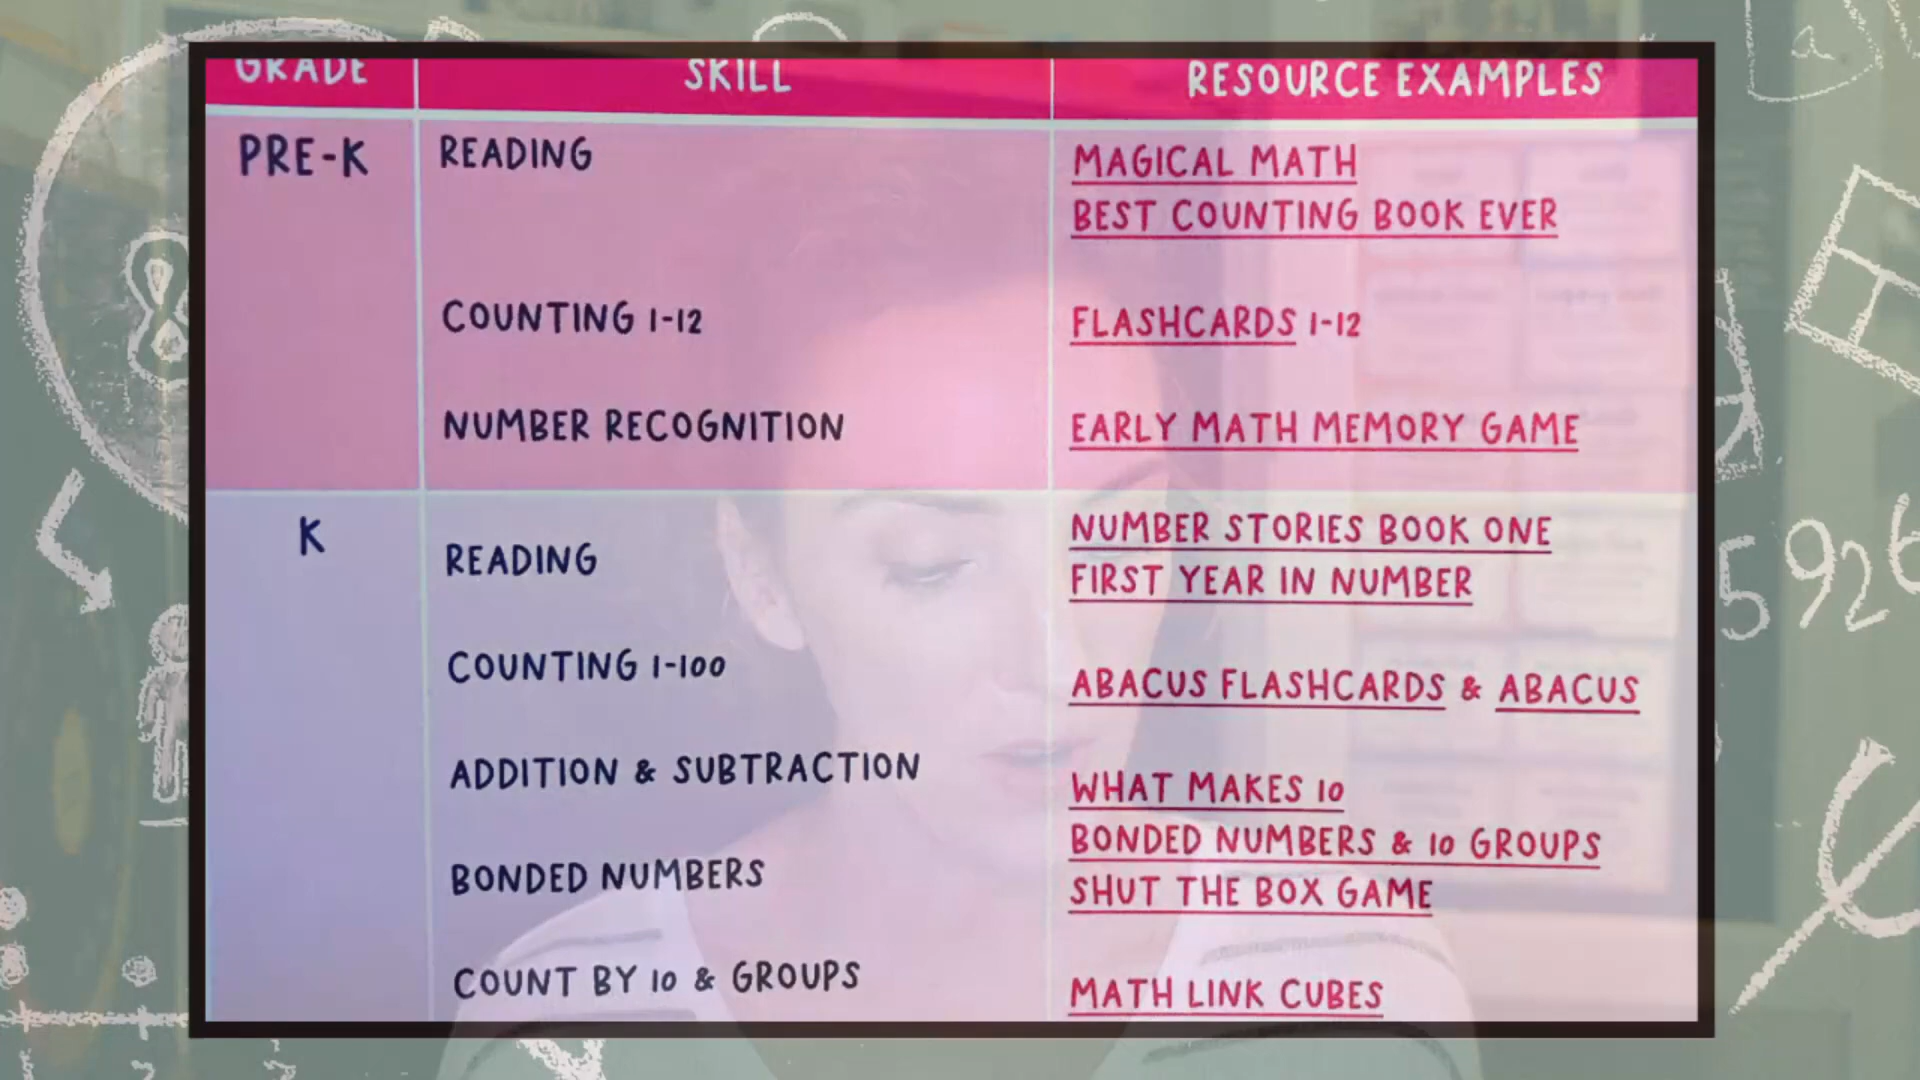 GRADE SKILL RESOURCE EXAMPLES
PRE-K READING MAGICAL MATH
BEST COUNTING BOOK EVER
COUNTING 1-12 FLASHCARDS 1-12
NUMBER RECOGNITION EARLY MATH MEMORY GAME
K READING NUMBER STORIES BOOK ONE
FIRST YEAR IN NUMBER
COUNTING 1-100 ABACUS FLASHCARDS & ABACUS
ADDITION & SUBTRACTION WHAT MAKES 10
BONDED NUMBERS & 10 GROUPS
BONDED NUMBERS SHUT THE BOX GAME
COUNT BY 10 & GROUPS MATH LINK CUBES
a
5926